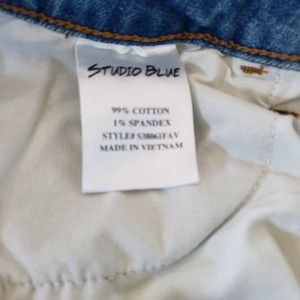 STUDIO BLUE
99% COTTON
1% SPANDEX
STYLE# S38061FAV
MADE IN VIETNAM